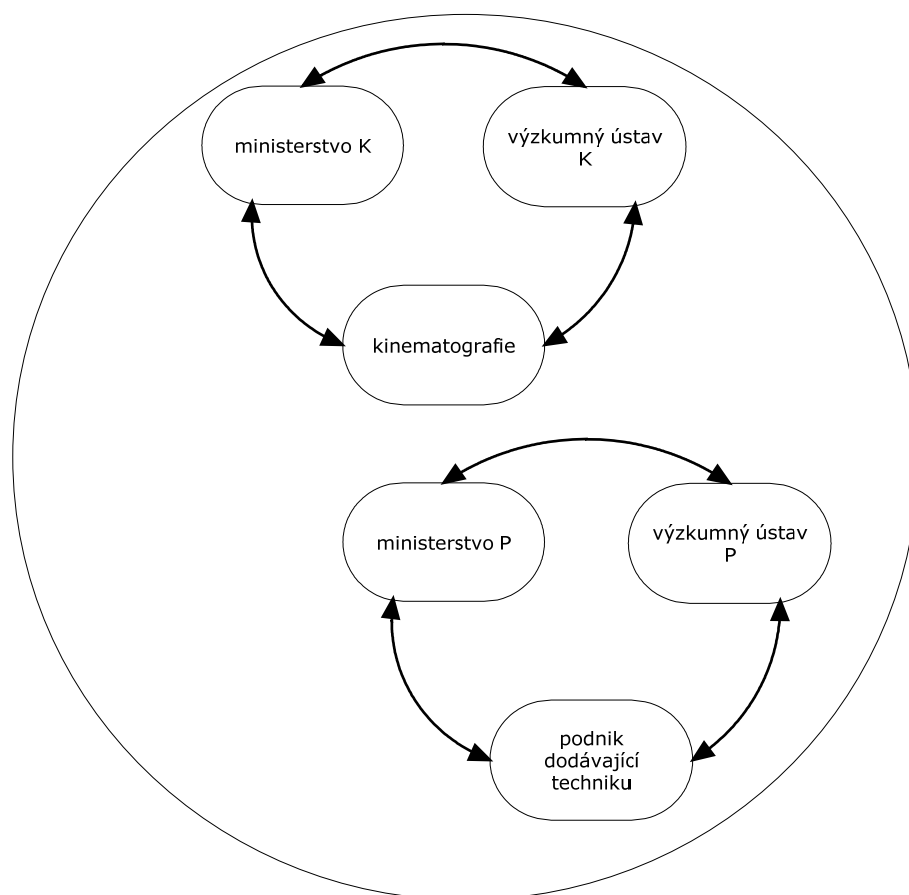 ministerstvo K
výzkumný ústav
K
kinematografie
ministerstvo P
výzkumný ústav
P
podnik
dodávající
techniku